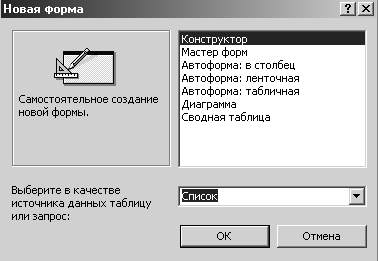 Новая форма
Конструктор
Мастер форм
Автоформа: в столбец
Автоформа: ленточная
Автоформа: табличная
Диаграмма
Сводная таблица
Самостоятельное создание
новой формы.
Выберите в качестве
источника данных таблицу
или запрос:
Список
ОК
Отмена